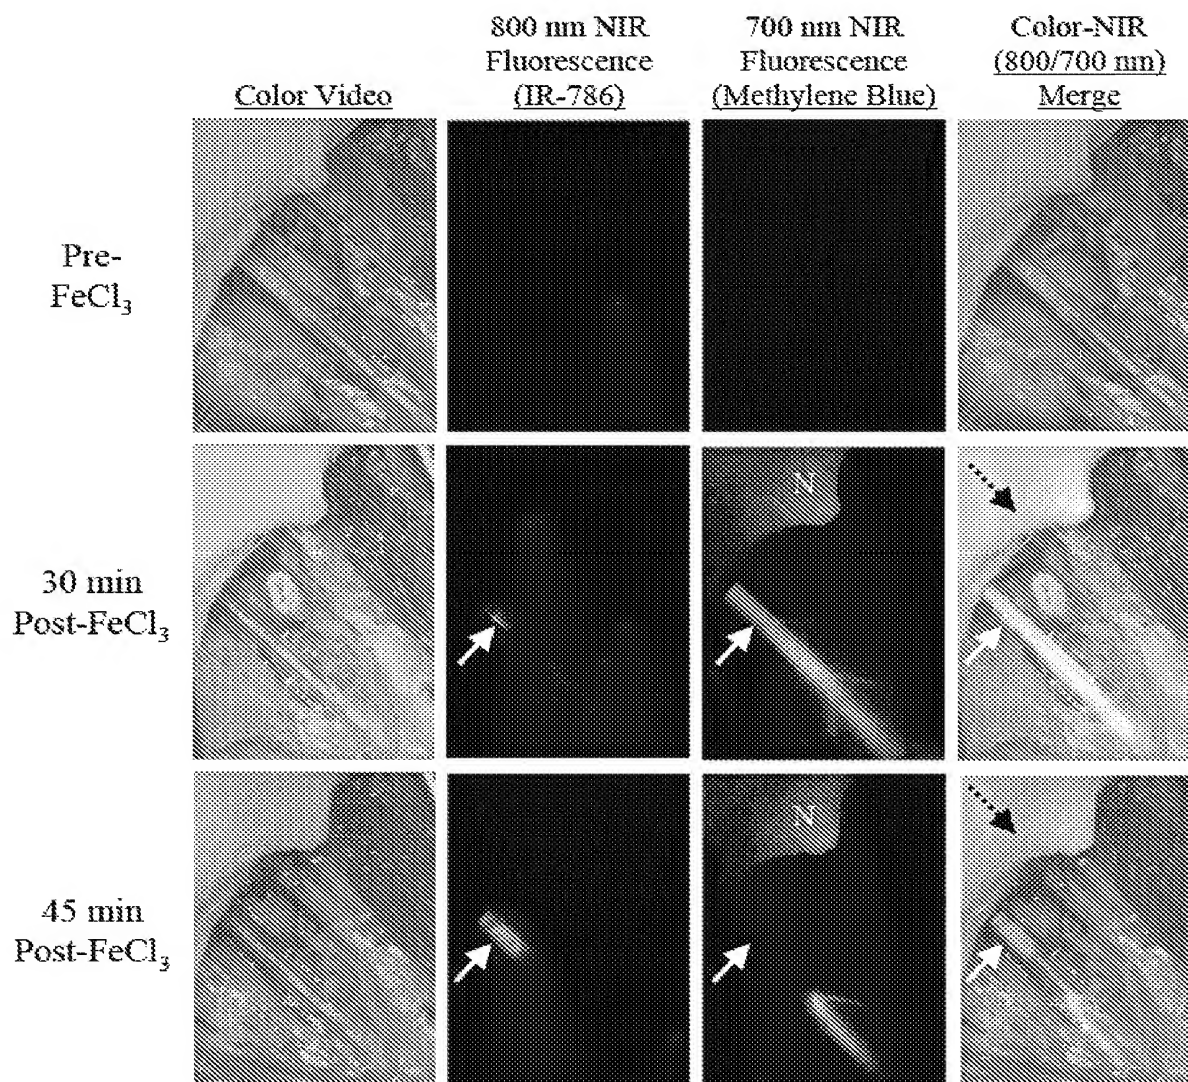 800 nm NIR
Fluorescence
(IR-786)
700 nm NIR
Fluorescence
(Methylene Blue)
Color-NIR
(800/700 nm)
Merge
Color Video
Pre-
FeCl₃
N
30 min
Post-FeCl₃
N
45 min
Post-FeCl₃